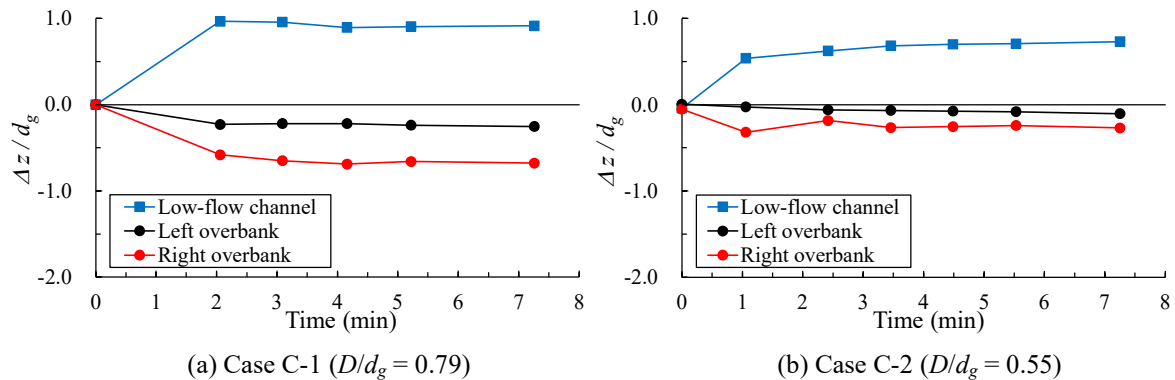 1.0
0.0
-1.0
-2.0
Δz / dg
Low-flow channel
Left overbank
Right overbank
0 1 2 3 4 5 6 7 8
Time (min)
(a) Case C-1 (D/dg = 0.79)
1.0
0.0
-1.0
-2.0
Δz / dg
Low-flow channel
Left overbank
Right overbank
0 1 2 3 4 5 6 7 8
Time (min)
(b) Case C-2 (D/dg = 0.55)